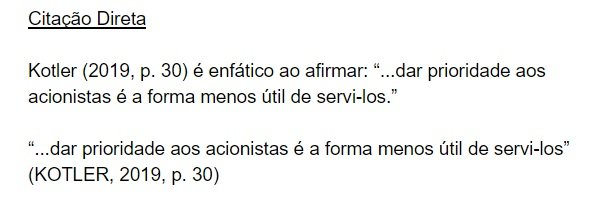 Citação Direta
Kotler (2019, p. 30) é enfático ao afirmar: “...dar prioridade aos
acionistas é a forma menos útil de servi-los.”
“...dar prioridade aos acionistas é a forma menos útil de servi-los”
(KOTLER, 2019, p. 30)